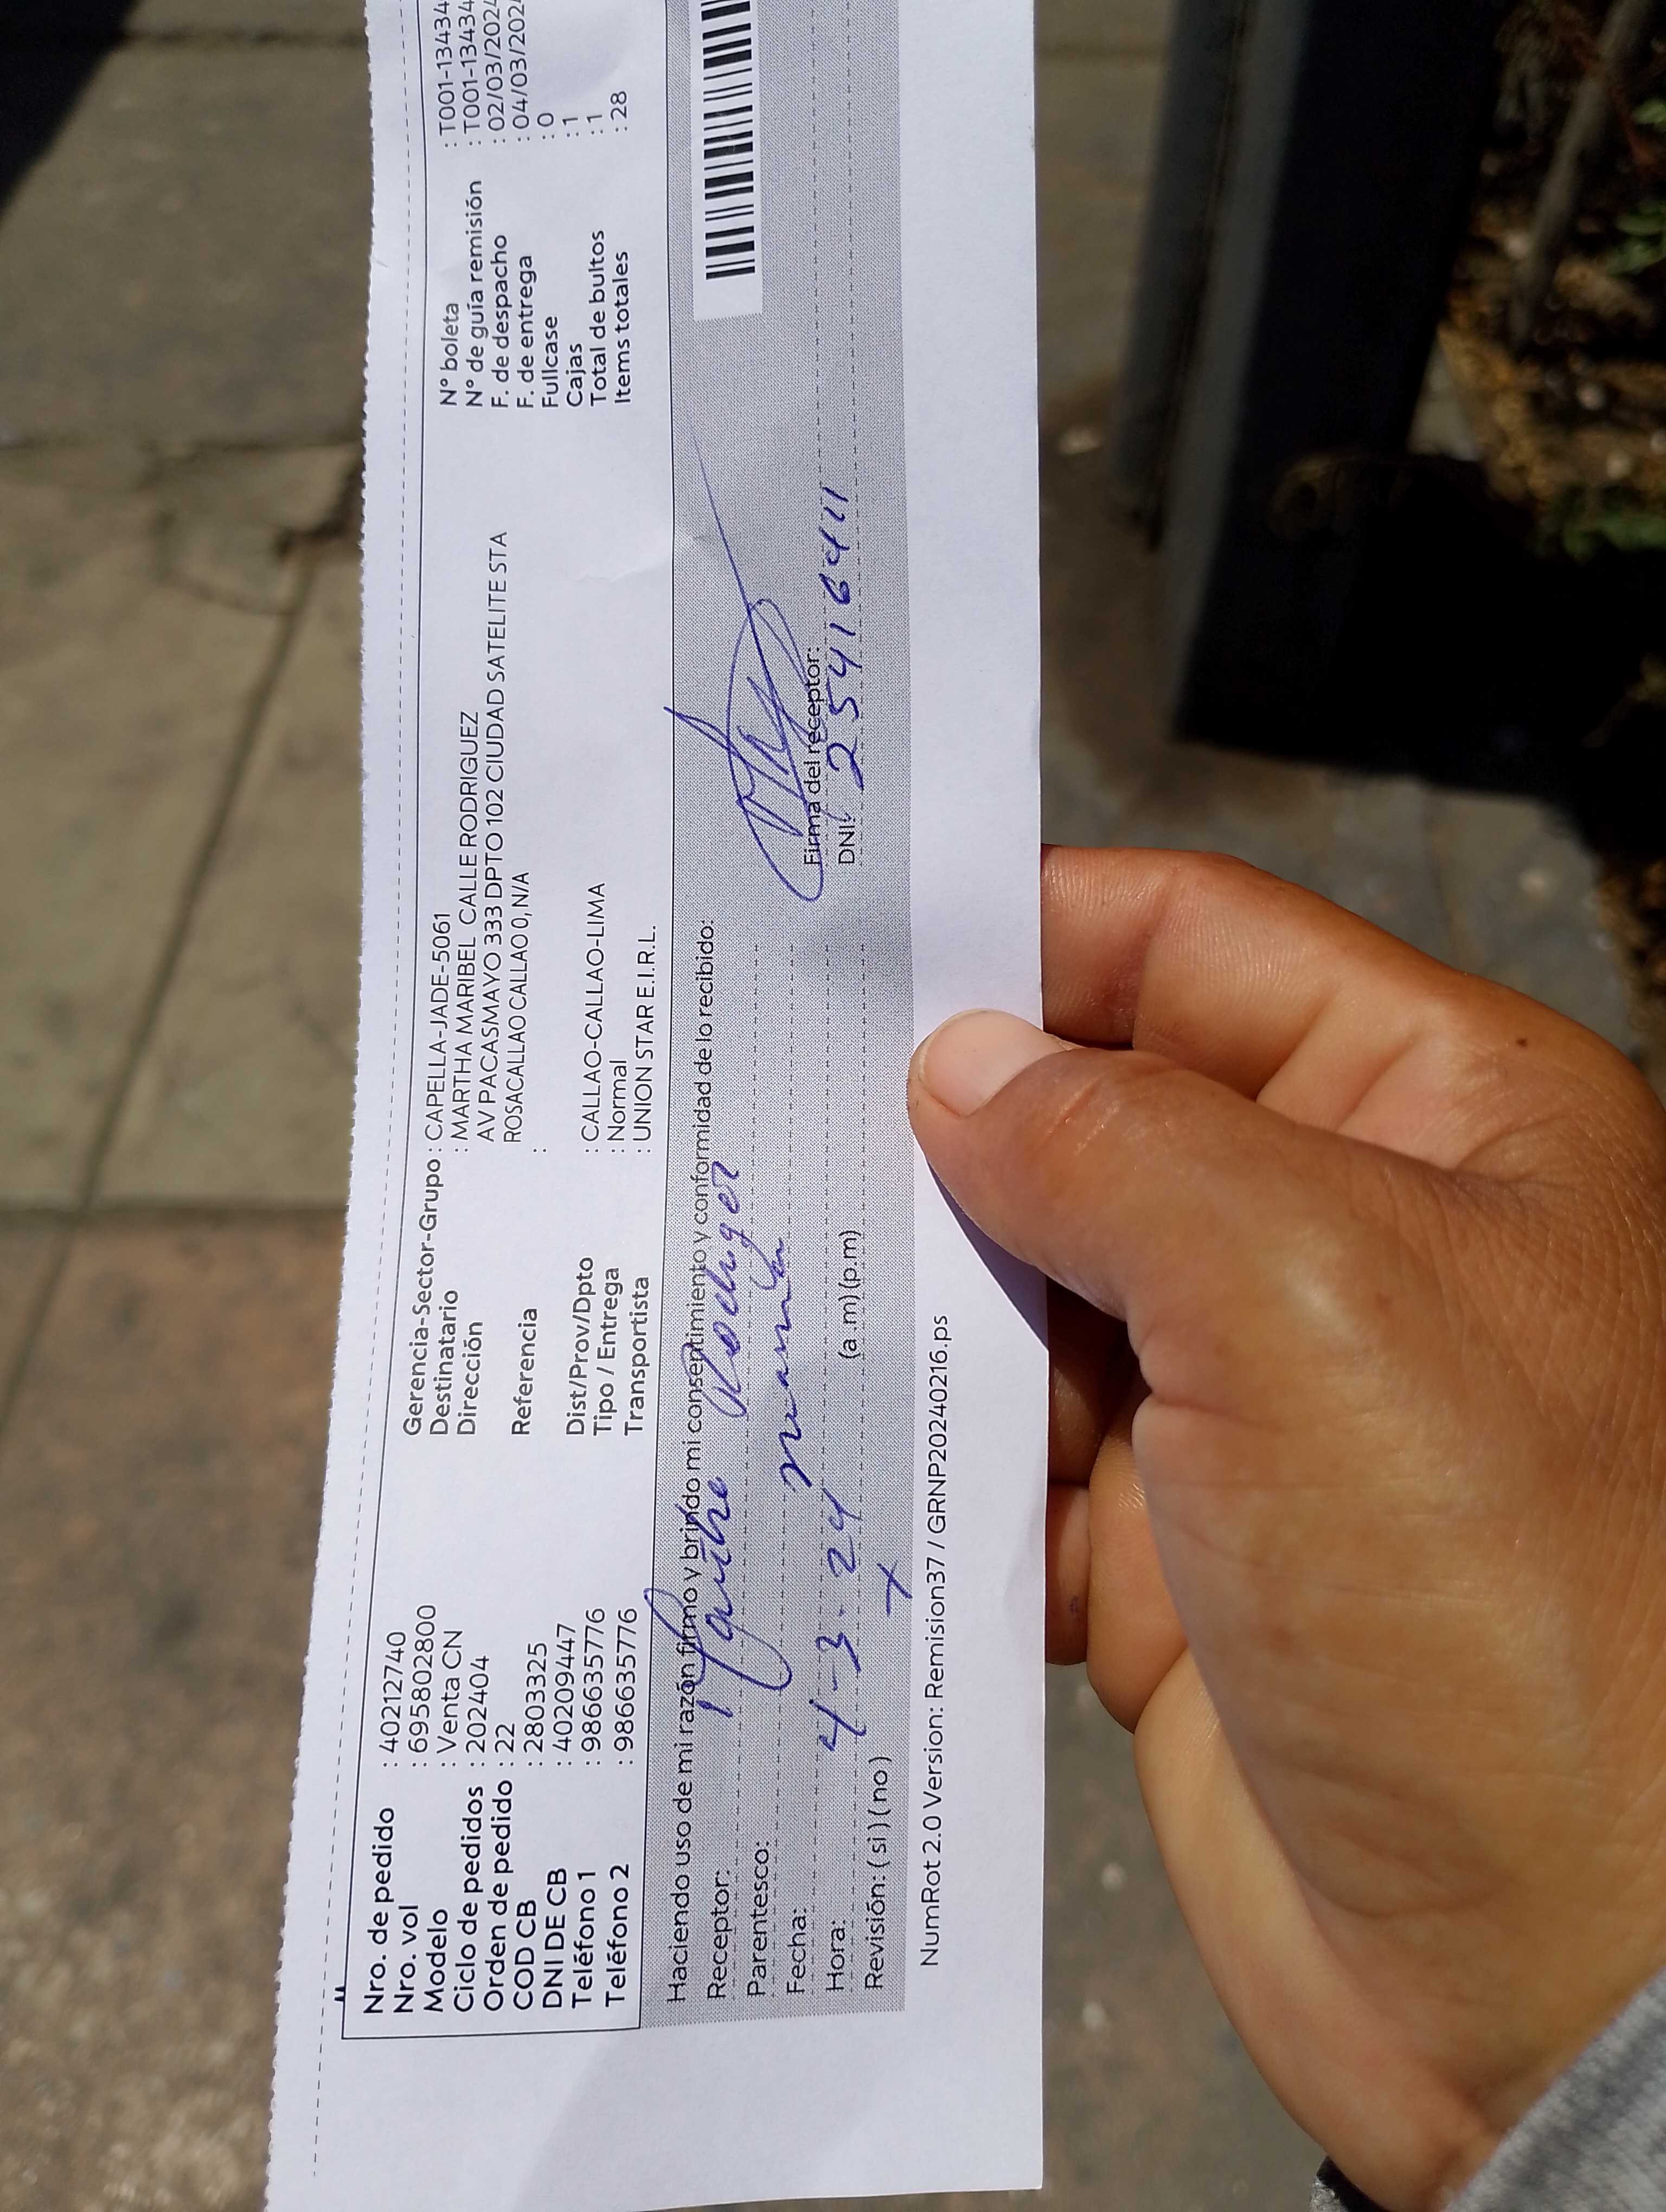 Nro. de pedido : 40212740
Nro. vol : 695802800
Modelo : Venta CN
Ciclo de pedidos : 202404
Orden de pedido : 22
COD CB : 2803325
DNI DE CB : 40209447
Teléfono 1 : 986635776
Teléfono 2 : 986635776
Gerencia-Sector-Grupo : CAPELLA-JADE-5061
Destinatario : MARTHA MARIBEL CALLE RODRIGUEZ
Dirección AV PACASMAYO 333 DPTO 102 CIUDAD SATELITE STA
ROSACALLAO CALLAO 0, N/A
Referencia :
Dist/Prov/Dpto : CALLAO-CALLAO-LIMA
Tipo / Entrega : Normal
Transportista : UNION STAR E.I.R.L.
N° boleta : T001-13434
N° de guía remisión : T001-13434
F. de despacho : 02/03/2024
F. de entrega : 04/03/202
Fullcase : 0
Cajas : 1
Total de bultos : 1
Items totales : 28
Haciendo uso de mi razón firmo y brindo mi consentimiento y conformidad de lo recibido:
Receptor:
Parentesco: mamá
Fecha: 4-3-24
Hora: (a.m) (p.m)
Revisión: ( si ) ( no )
Firma del receptor:
DNI:
NumRot 2.0 Version: Remision37 / GRNP20240216.ps